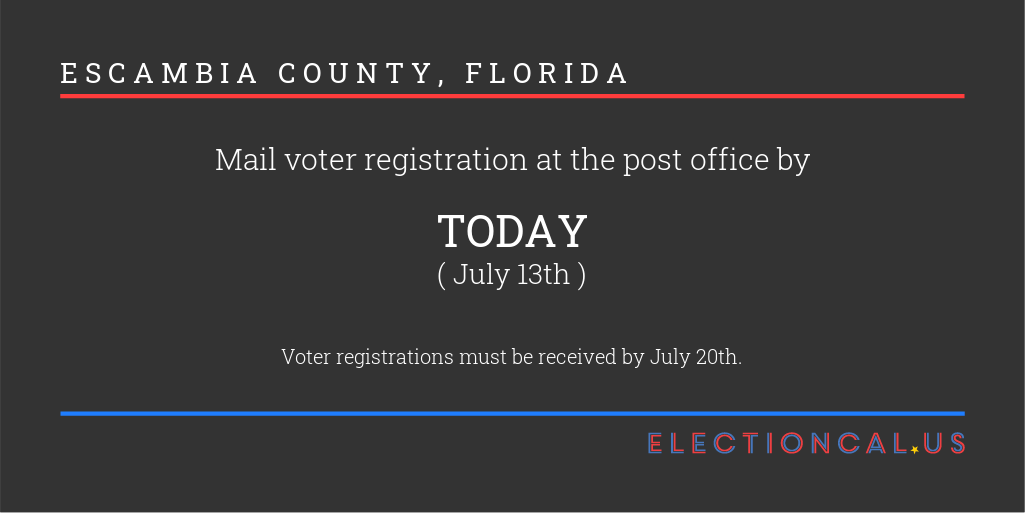 ESCAMBIA COUNTY, FLORIDA
Mail voter registration at the post office by
TODAY
( July 13th )
Voter registrations must be received by July 20th.
ELECTIONCAL.US